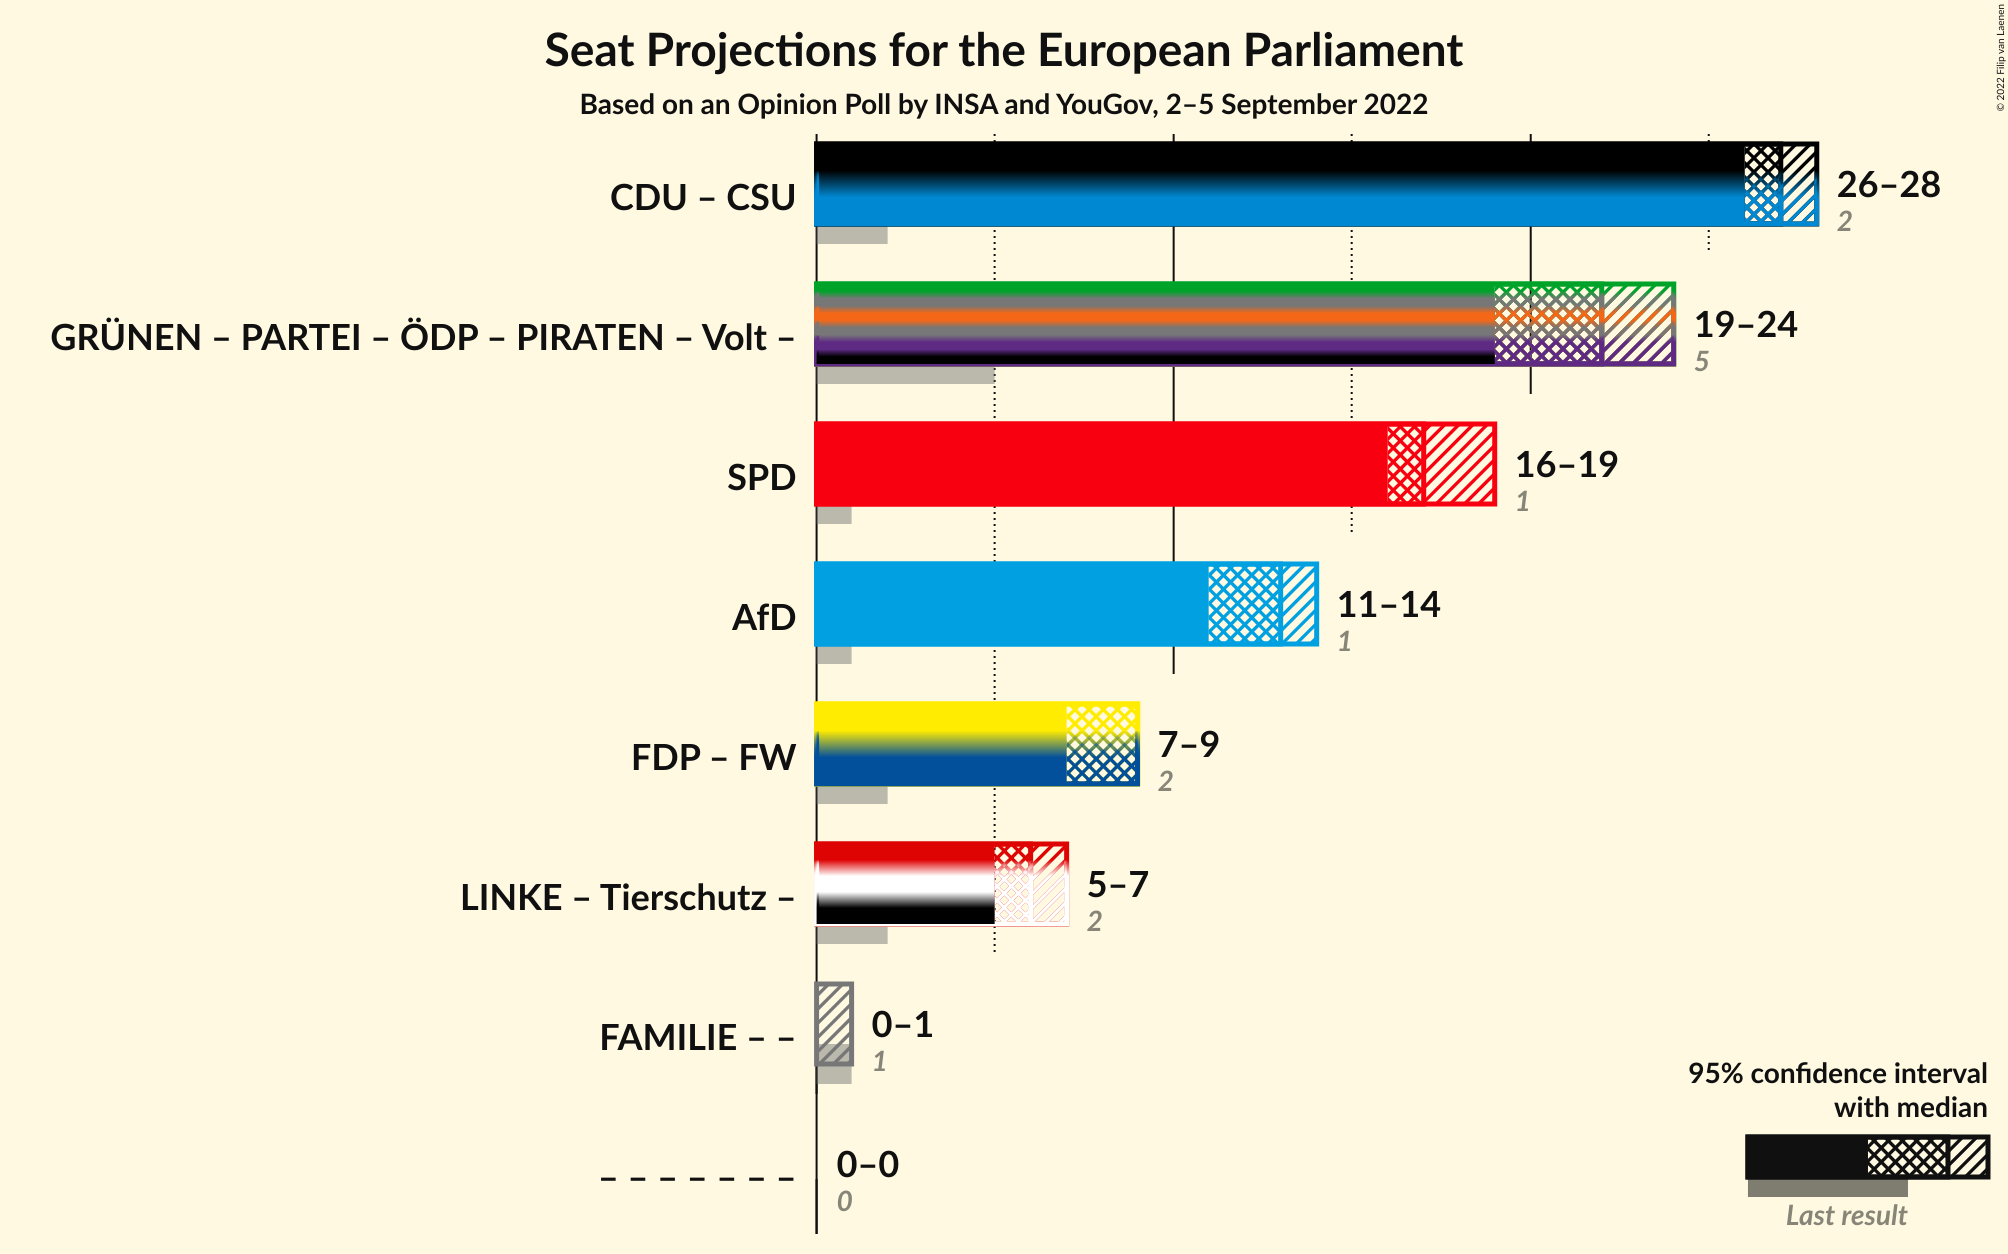 Seat Projections for the European Parliament
Based on an Opinion Poll by INSA and YouGov, 2–5 September 2022
© 2022 Filip van Laenen
CDU – CSU
26–28
2
GRÜNEN – PARTEI – ÖDP – PIRATEN – Volt –
19–24
5
SPD
16–19
1
AfD
11–14
1
FDP – FW
7–9
2
LINKE – Tierschutz –
5–7
2
FAMILIE – –
0–1
1
– – – – – – –
0–0
0
95% confidence interval
with median
Last result